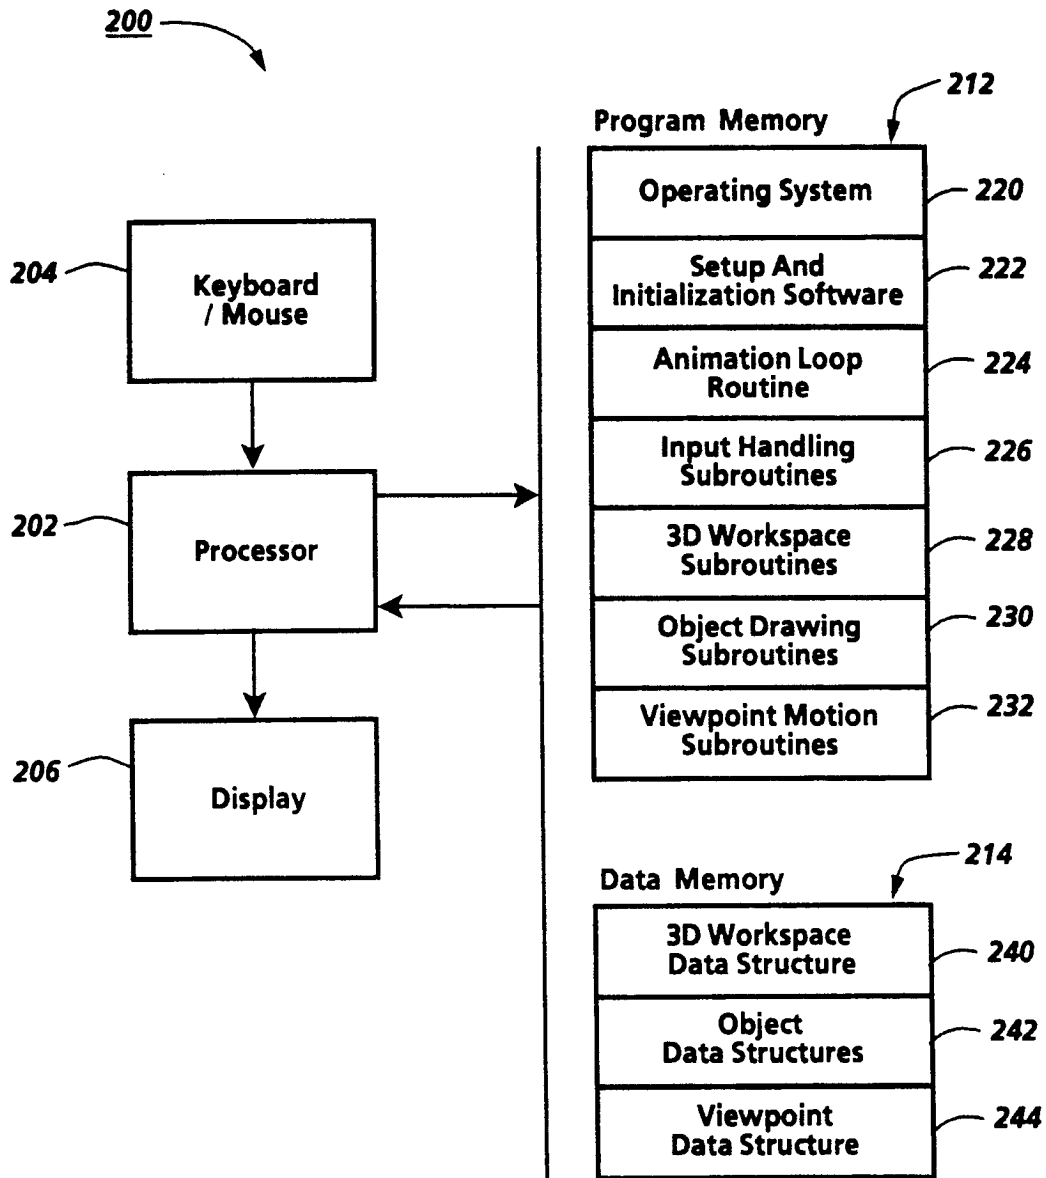 200
212
Program Memory
Operating System
220
204
Keyboard
/ Mouse
Setup And
Initialization Software
222
Animation Loop
Routine
224
Input Handling
Subroutines
226
202
Processor
3D Workspace
Subroutines
228
Object Drawing
Subroutines
230
Viewpoint Motion
Subroutines
232
206
Display
214
Data Memory
3D Workspace
Data Structure
240
Object
Data Structures
242
Viewpoint
Data Structure
244